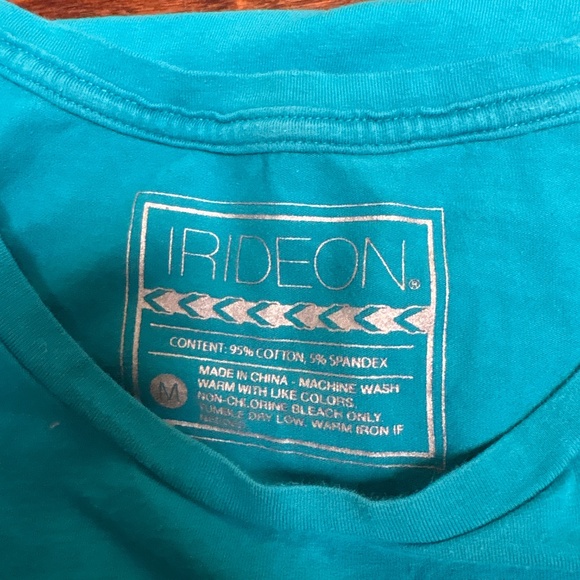 IRIDEON®
CONTENT: 95% COTTON, 5% SPANDEX
M
MADE IN CHINA - MACHINE WASH
WARM WITH LIKE COLORS.
NON-CHLORINE BLEACH ONLY.
TUMBLE DRY LOW. WARM IRON IF